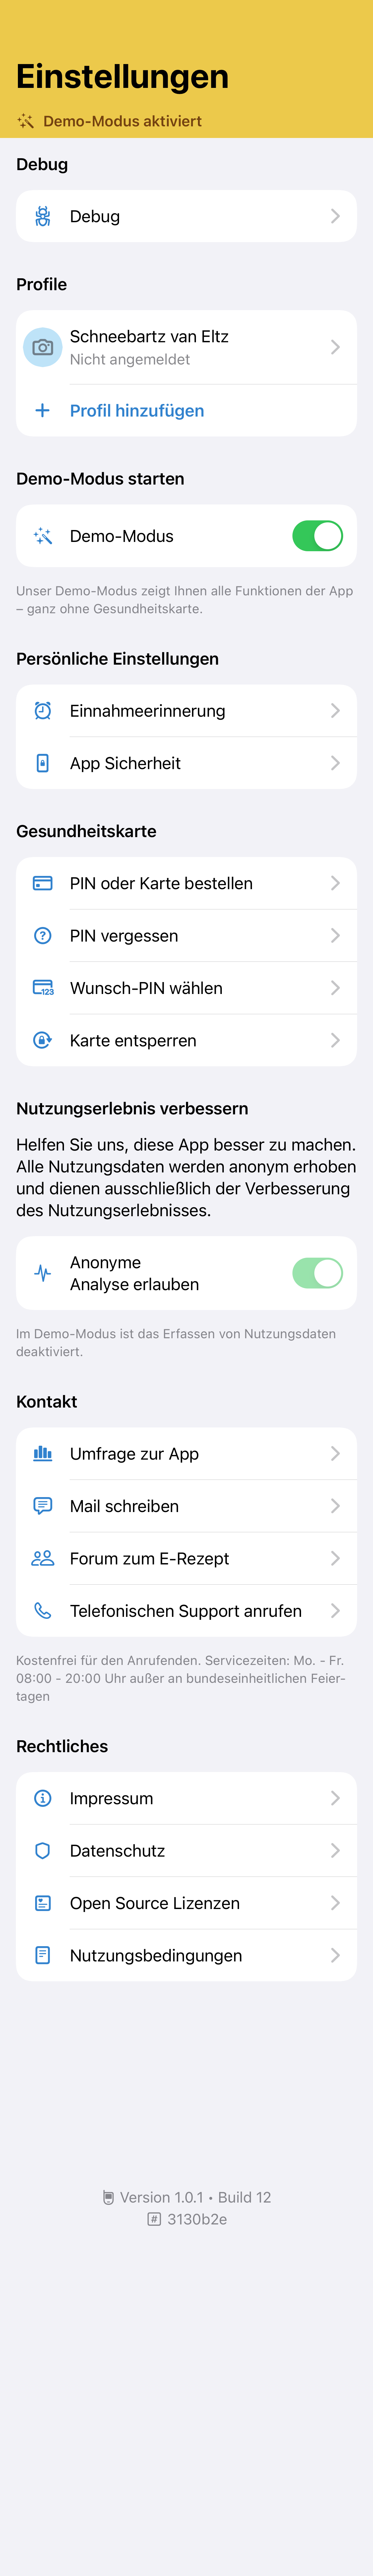 Einstellungen
Demo-Modus aktiviert
Debug
Debug
Profile
Schneebartz van Eltz
Nicht angemeldet
Profil hinzufügen
Demo-Modus starten
Demo-Modus
Unser Demo-Modus zeigt Ihnen alle Funktionen der App
– ganz ohne Gesundheitskarte.
Persönliche Einstellungen
Einnahmeerinnerung
App Sicherheit
Gesundheitskarte
PIN oder Karte bestellen
PIN vergessen
123
Wunsch-PIN wählen
Karte entsperren
Nutzungserlebnis verbessern
Helfen Sie uns, diese App besser zu machen.
Alle Nutzungsdaten werden anonym erhoben
und dienen ausschließlich der Verbesserung
des Nutzungserlebnisses.
Anonyme
Analyse erlauben
Im Demo-Modus ist das Erfassen von Nutzungsdaten
deaktiviert.
Kontakt
Umfrage zur App
Mail schreiben
Forum zum E-Rezept
Telefonischen Support anrufen
Kostenfrei für den Anrufenden. Servicezeiten: Mo. - Fr.
08:00 - 20:00 Uhr außer an bundeseinheitlichen Feier-
tagen
Rechtliches
Impressum
Datenschutz
Open Source Lizenzen
Nutzungsbedingungen
Version 1.0.1 • Build 12
# 3130b2e